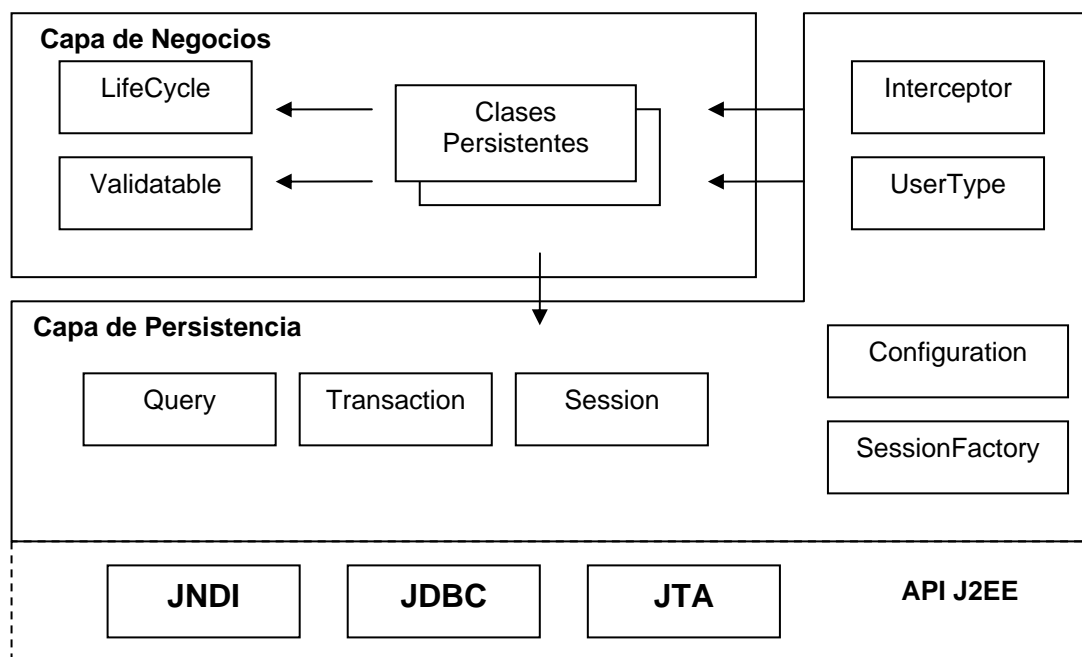 Capa de Negocios
LifeCycle
Clases
Persistentes
Interceptor
Validatable
UserType
Capa de Persistencia
Configuration
Query
Transaction
Session
SessionFactory
JNDI
JDBC
JTA
API J2EE